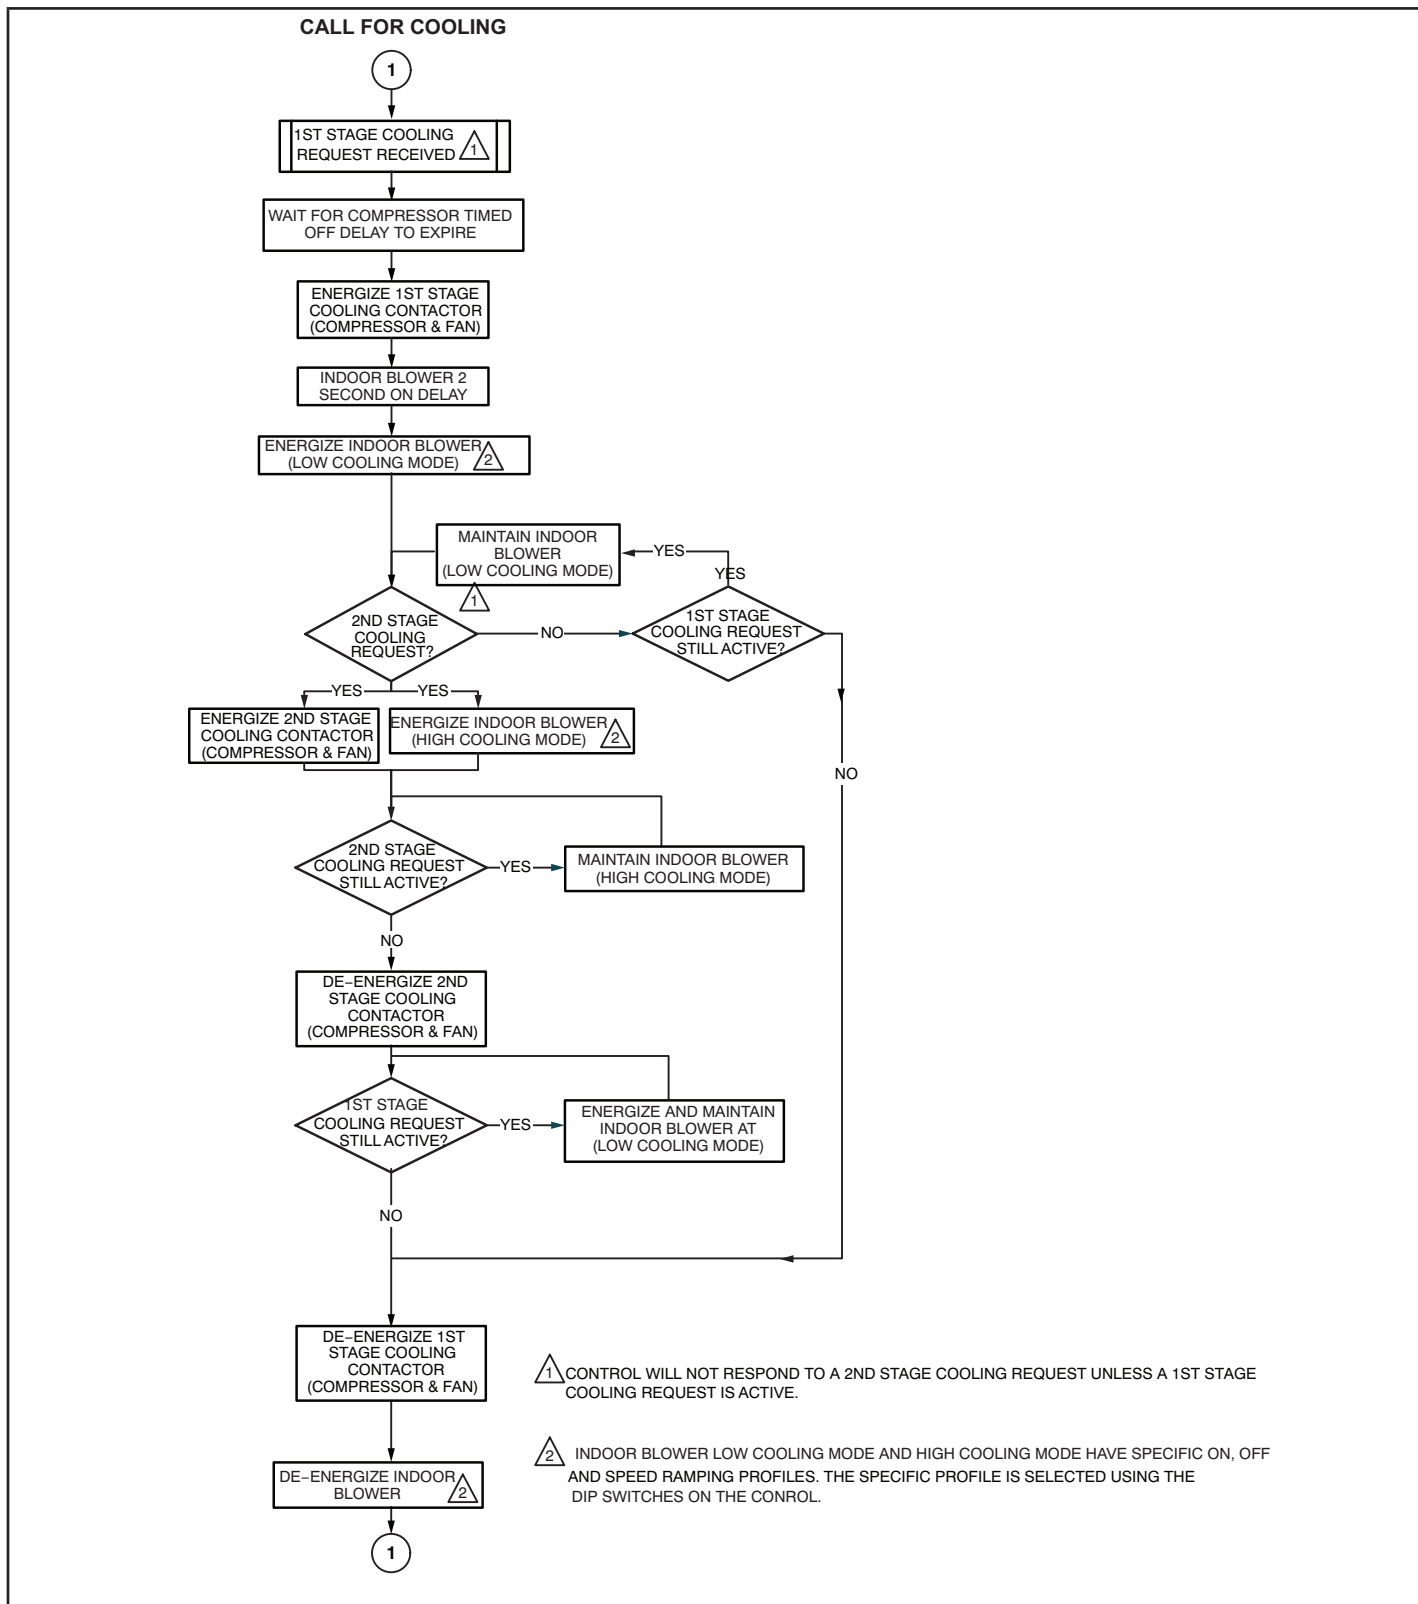 CALL FOR COOLING
1
1ST STAGE COOLING
REQUEST RECEIVED 1
WAIT FOR COMPRESSOR TIMED
OFF DELAY TO EXPIRE
ENERGIZE 1ST STAGE
COOLING CONTACTOR
(COMPRESSOR & FAN)
INDOOR BLOWER 2
SECOND ON DELAY
ENERGIZE INDOOR BLOWER
(LOW COOLING MODE) 2
MAINTAIN INDOOR
BLOWER
(LOW COOLING MODE)
1
YES
YES
2ND STAGE
COOLING
REQUEST?
NO
1ST STAGE
COOLING REQUEST
STILL ACTIVE?
YES
YES
ENERGIZE 2ND STAGE
COOLING CONTACTOR
(COMPRESSOR & FAN)
ENERGIZE INDOOR BLOWER
(HIGH COOLING MODE) 2
NO
2ND STAGE
COOLING REQUEST
STILL ACTIVE?
YES
MAINTAIN INDOOR BLOWER
(HIGH COOLING MODE)
NO
DE–ENERGIZE 2ND
STAGE COOLING
CONTACTOR
(COMPRESSOR & FAN)
1ST STAGE
COOLING REQUEST
STILL ACTIVE?
YES
ENERGIZE AND MAINTAIN
INDOOR BLOWER AT
(LOW COOLING MODE)
NO
DE–ENERGIZE 1ST
STAGE COOLING
CONTACTOR
(COMPRESSOR & FAN)
DE–ENERGIZE INDOOR
BLOWER 2
1
1 CONTROL WILL NOT RESPOND TO A 2ND STAGE COOLING REQUEST UNLESS A 1ST STAGE
COOLING REQUEST IS ACTIVE.
2 INDOOR BLOWER LOW COOLING MODE AND HIGH COOLING MODE HAVE SPECIFIC ON, OFF
AND SPEED RAMPING PROFILES. THE SPECIFIC PROFILE IS SELECTED USING THE
DIP SWITCHES ON THE CONROL.